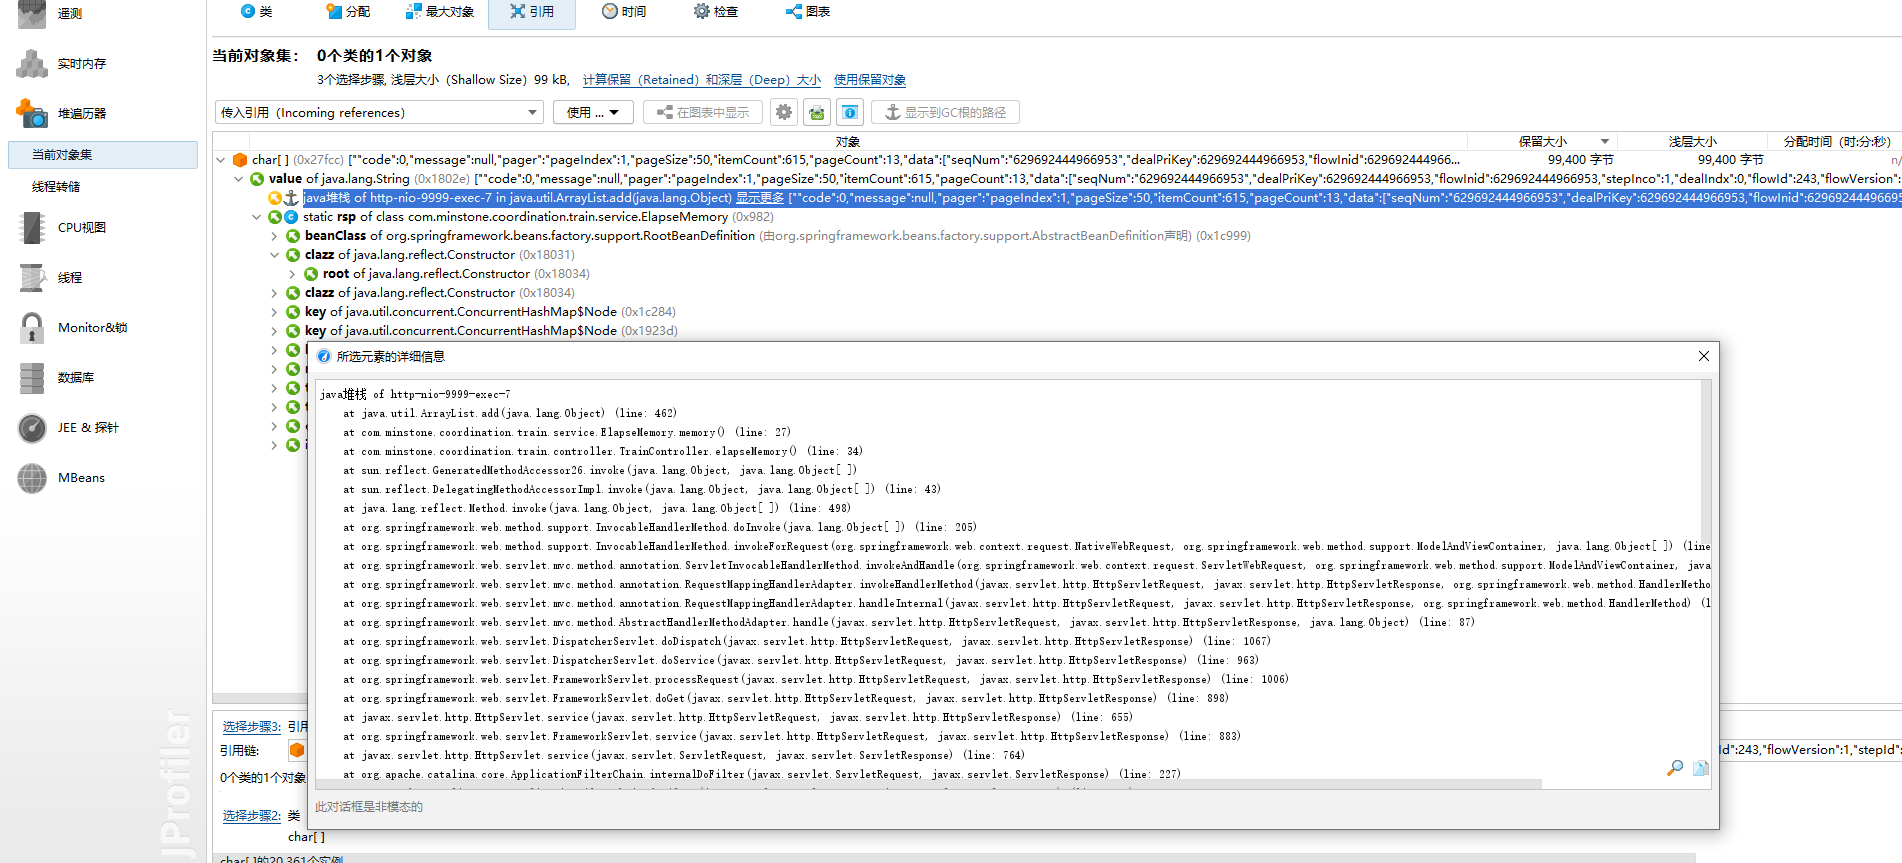 遥测
实时内存
堆遍历器
当前对象集
线程转储
CPU视图
线程
Monitor&锁
数据库
JEE & 探针
MBeans
JProfiler
类 分配 最大对象 引用 时间 检查 图表
当前对象集： 0个类的1个对象
3个选择步骤, 浅层大小（Shallow Size）99 kB, 计算保留（Retained）和深层（Deep）大小 使用保留对象
传入引用（Incoming references） 使用 ... 在图表中显示 显示到GC根的路径
对象 保留大小 浅层大小 分配时间（时:分:秒）
char[ ] (0x27fcc) [""code":0,"message":null,"pager":"pageIndex":1,"pageSize":50,"itemCount":615,"pageCount":13,"data":["seqNum":"629692444966953","dealPriKey":629692444966953,"flowInid":629692444966... 99,400 字节 99,400 字节 n/
value of java.lang.String (0x1802e) [""code":0,"message":null,"pager":"pageIndex":1,"pageSize":50,"itemCount":615,"pageCount":13,"data":["seqNum":"629692444966953","dealPriKey":629692444966953,"flowInid":629692444966953,"stepInco":1,"dealIndex":0,"flowId":243,"flowVersion":
java堆栈 of http-nio-9999-exec-7 in java.util.ArrayList.add(java.lang.Object) 显示更多 [""code":0,"message":null,"pager":"pageIndex":1,"pageSize":50,"itemCount":615,"pageCount":13,"data":["seqNum":"629692444966953","dealPriKey":629692444966953,"flowInid":62969244496695
static rsp of class com.minstone.coordination.train.service.ElapseMemory (0x982)
beanClass of org.springframework.beans.factory.support.RootBeanDefinition (由org.springframework.beans.factory.support.AbstractBeanDefinition声明) (0x1c999)
clazz of java.lang.reflect.Constructor (0x18031)
root of java.lang.reflect.Constructor (0x18034)
clazz of java.lang.reflect.Constructor (0x18034)
key of java.util.concurrent.ConcurrentHashMap$Node (0x1c284)
key of java.util.concurrent.ConcurrentHashMap$Node (0x1923d)
所选元素的详细信息
java堆栈 of http-nio-9999-exec-7
at java.util.ArrayList.add(java.lang.Object) (line: 462)
at com.minstone.coordination.train.service.ElapseMemory.memory() (line: 27)
at com.minstone.coordination.train.controller.TrainController.elapseMemory() (line: 34)
at sun.reflect.GeneratedMethodAccessor26.invoke(java.lang.Object, java.lang.Object[ ])
at sun.reflect.DelegatingMethodAccessorImpl.invoke(java.lang.Object, java.lang.Object[ ]) (line: 43)
at java.lang.reflect.Method.invoke(java.lang.Object, java.lang.Object[ ]) (line: 498)
at org.springframework.web.method.support.InvocableHandlerMethod.doInvoke(java.lang.Object[ ]) (line: 205)
at org.springframework.web.method.support.InvocableHandlerMethod.invokeForRequest(org.springframework.web.context.request.NativeWebRequest, org.springframework.web.method.support.ModelAndViewContainer, java.lang.Object[ ]) (line
at org.springframework.web.servlet.mvc.method.annotation.ServletInvocableHandlerMethod.invokeAndHandle(org.springframework.web.context.request.ServletWebRequest, org.springframework.web.method.support.ModelAndViewContainer, java
at org.springframework.web.servlet.mvc.method.annotation.RequestMappingHandlerAdapter.invokeHandlerMethod(javax.servlet.http.HttpServletRequest, javax.servlet.http.HttpServletResponse, org.springframework.web.method.HandlerMetho
at org.springframework.web.servlet.mvc.method.annotation.RequestMappingHandlerAdapter.handleInternal(javax.servlet.http.HttpServletRequest, javax.servlet.http.HttpServletResponse, org.springframework.web.method.HandlerMethod) (l
at org.springframework.web.servlet.mvc.method.AbstractHandlerMethodAdapter.handle(javax.servlet.http.HttpServletRequest, javax.servlet.http.HttpServletResponse, java.lang.Object) (line: 87)
at org.springframework.web.servlet.DispatcherServlet.doDispatch(javax.servlet.http.HttpServletRequest, javax.servlet.http.HttpServletResponse) (line: 1067)
at org.springframework.web.servlet.DispatcherServlet.doService(javax.servlet.http.HttpServletRequest, javax.servlet.http.HttpServletResponse) (line: 963)
at org.springframework.web.servlet.FrameworkServlet.processRequest(javax.servlet.http.HttpServletRequest, javax.servlet.http.HttpServletResponse) (line: 1006)
at org.springframework.web.servlet.FrameworkServlet.doGet(javax.servlet.http.HttpServletRequest, javax.servlet.http.HttpServletResponse) (line: 898)
at javax.servlet.http.HttpServlet.service(javax.servlet.http.HttpServletRequest, javax.servlet.http.HttpServletResponse) (line: 655)
at org.springframework.web.servlet.FrameworkServlet.service(javax.servlet.http.HttpServletRequest, javax.servlet.http.HttpServletResponse) (line: 883)
at javax.servlet.http.HttpServlet.service(javax.servlet.ServletRequest, javax.servlet.ServletResponse) (line: 764)
at org.apache.catalina.core.ApplicationFilterChain.internalDoFilter(javax.servlet.ServletRequest, javax.servlet.ServletResponse) (line: 227)
此对话框是非模态的
选择步骤3: 引用
引用链: Id":243,"flowVersion":1,"stepId":
0个类的1个对象
选择步骤2: 类
char[ ]
char[ ]的20,361个实例